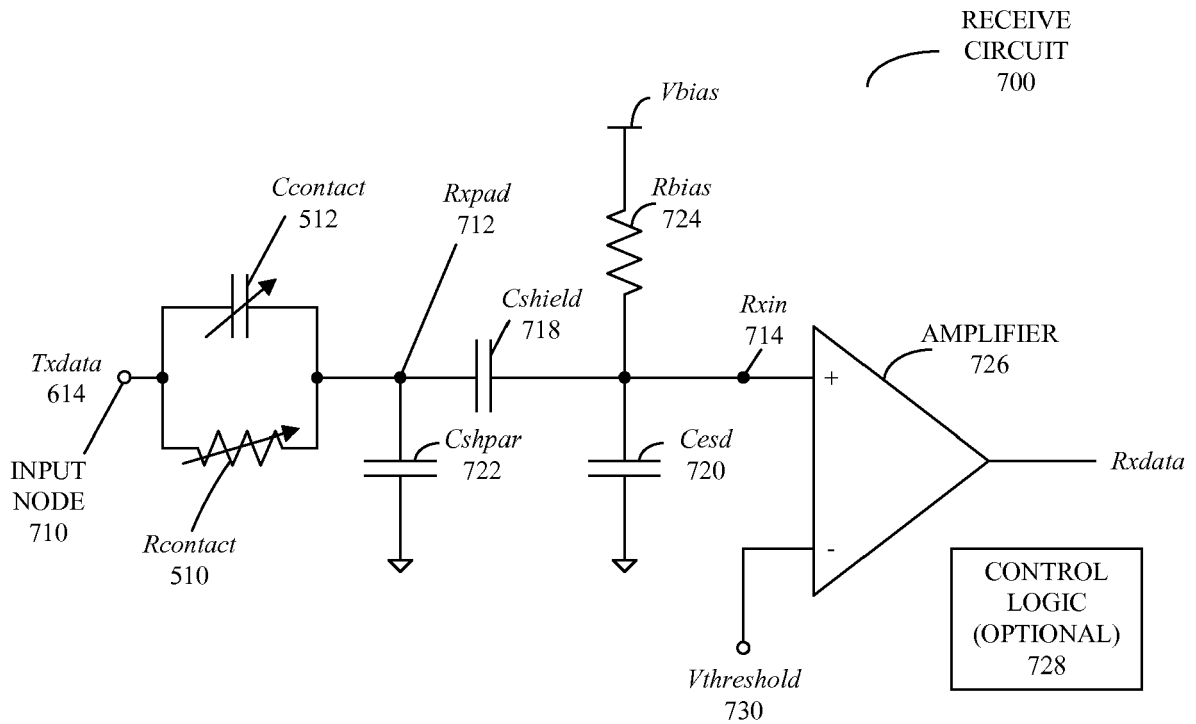 RECEIVE
CIRCUIT
700
Vbias
Ccontact
512
Rxpad
712
Rbias
724
Cshield
718
Rxin
714
AMPLIFIER
726
Txdata
614
+
Cshpar
722
Cesd
720
Rxdata
INPUT
NODE
710
Rcontact
510
-
CONTROL
LOGIC
(OPTIONAL)
728
Vthreshold
730